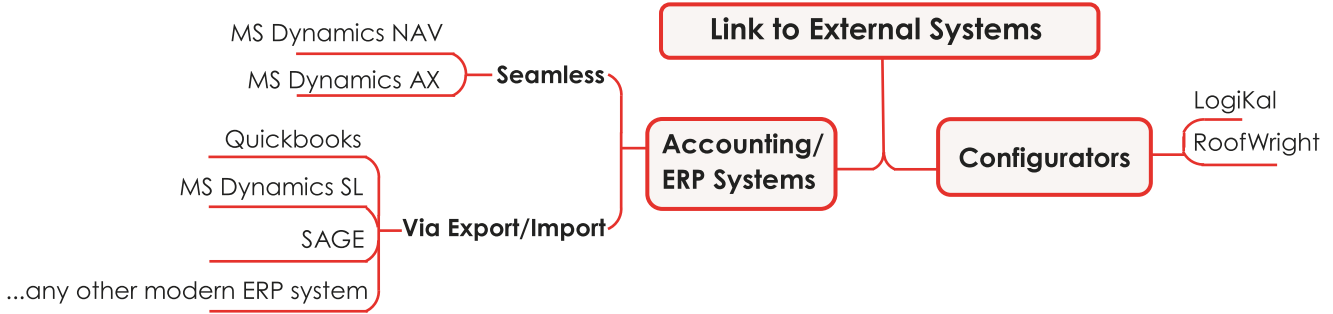 Link to External Systems
MS Dynamics NAV
MS Dynamics AX
Seamless
Quickbooks
MS Dynamics SL
SAGE
...any other modern ERP system
Via Export/Import
Accounting/
ERP Systems
Configurators
LogiKal
RoofWright